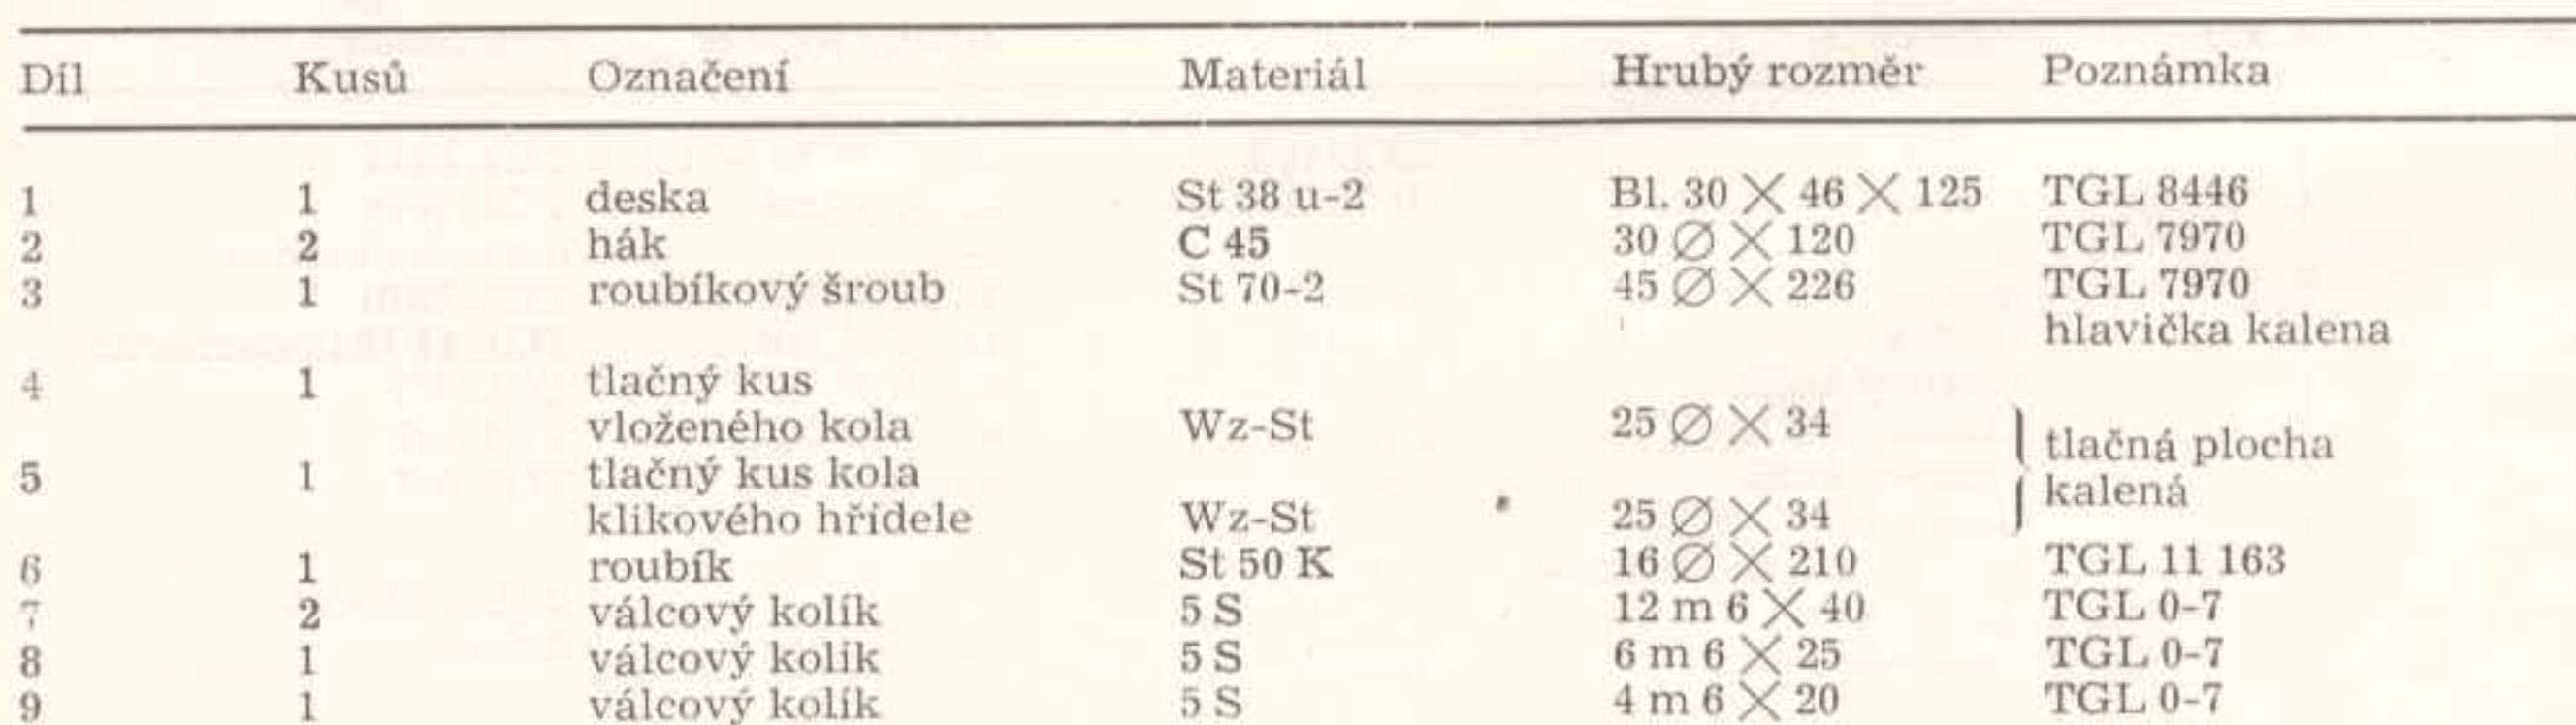 Díl Kusů Označení Materiál Hrubý rozměr Poznámka
1 1 deska St 38 u-2 Bl. 30 × 46 × 125 TGL 8446
2 2 hák C 45 30 ∅ × 120 TGL 7970
3 1 roubíkový šroub St 70-2 45 ∅ × 226 TGL 7970
hlavička kalena
4 1 tlačný kus
vloženého kola Wz-St 25 ∅ × 34 tlačná plocha
5 1 tlačný kus kola kalená
klikového hřídele Wz-St 25 ∅ × 34
6 1 roubík St 50 K 16 ∅ × 210 TGL 11 163
7 2 válcový kolík 5 S 12 m 6 × 40 TGL 0-7
8 1 válcový kolík 5 S 6 m 6 × 25 TGL 0-7
9 1 válcový kolík 5 S 4 m 6 × 20 TGL 0-7